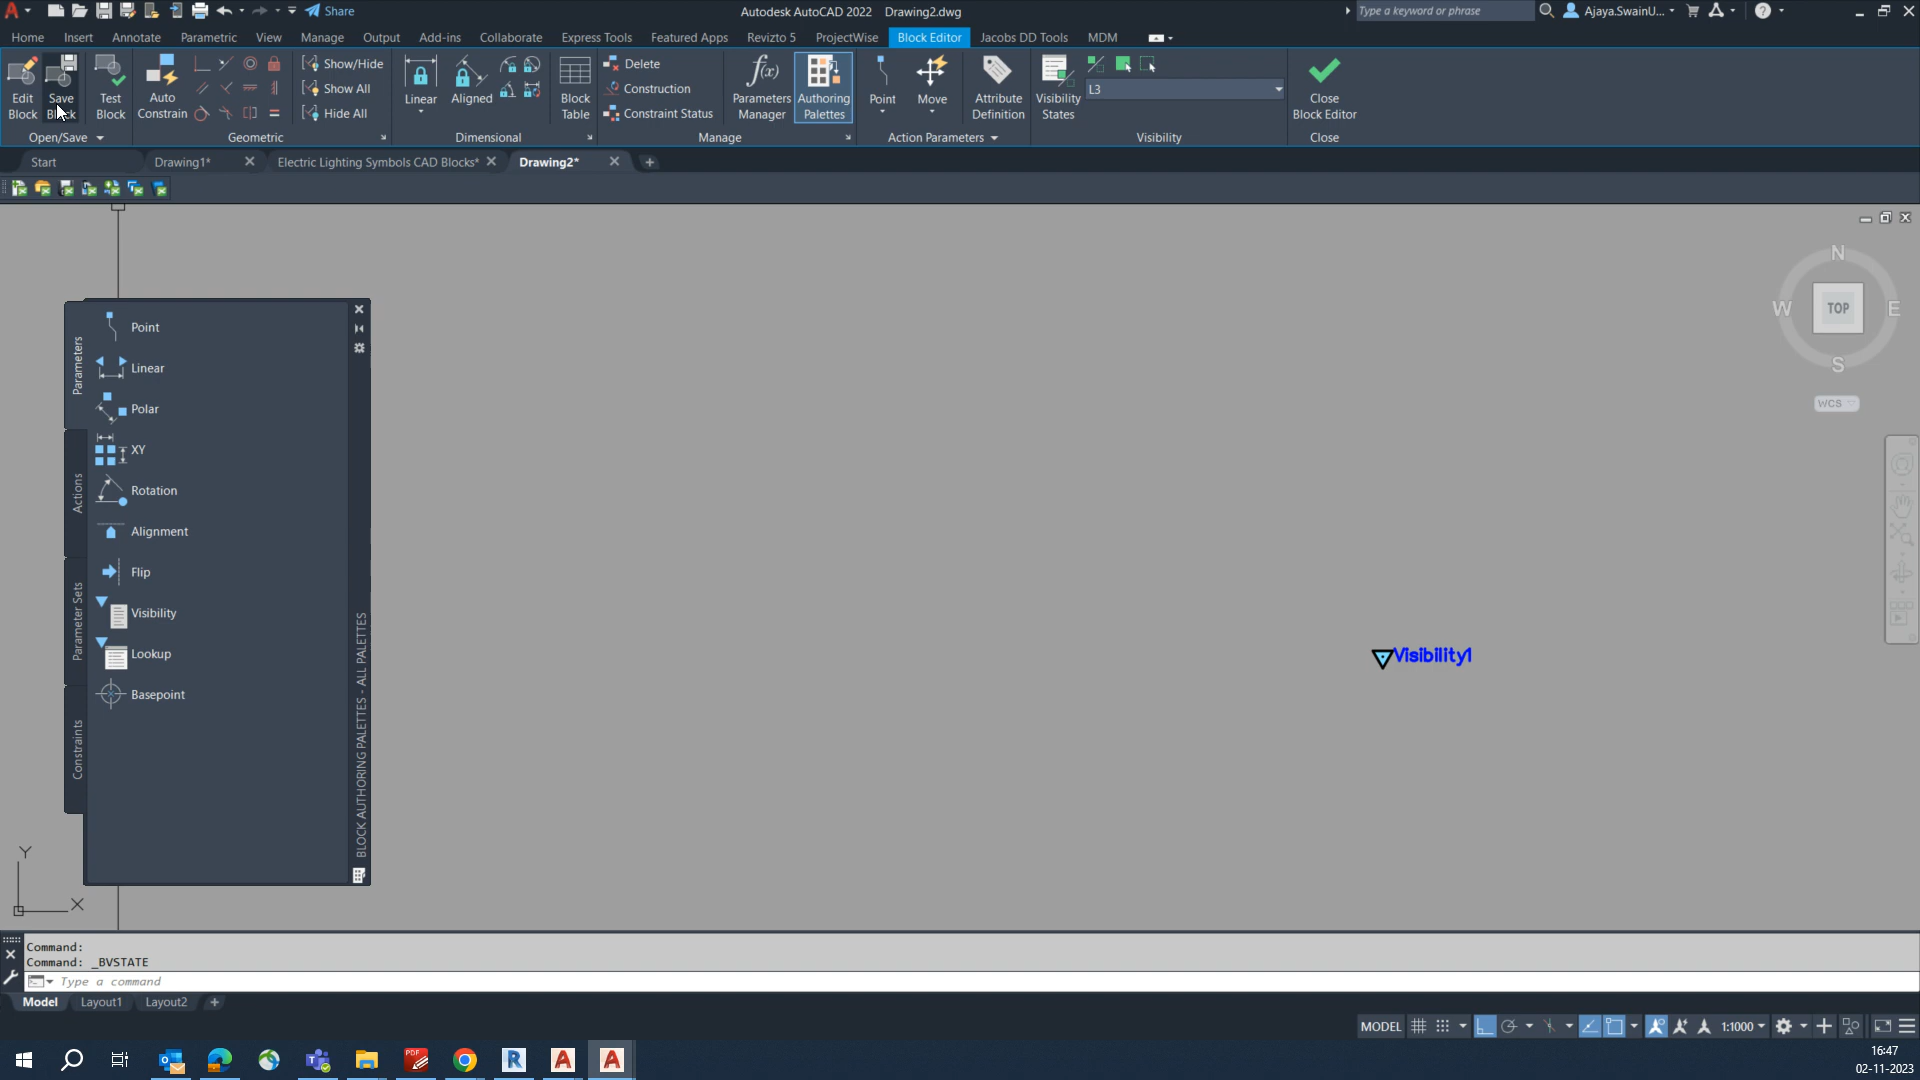 Share
Autodesk AutoCAD 2022 Drawing2.dwg
Type a keyword or phrase
Ajaya.SwainU...
Home Insert Annotate Parametric View Manage Output Add-ins Collaborate Express Tools Featured Apps Revizto 5 ProjectWise Block Editor Jacobs DD Tools MDM
Edit Block
Save Block
Test Block
Auto Constrain
Show/Hide
Show All
Hide All
Linear
Aligned
Block Table
Delete
Construction
Constraint Status
Parameters Manager
Authoring Palettes
Point
Move
Attribute Definition
Visibility States
L3
Close Block Editor
Open/Save Geometric Dimensional Manage Action Parameters Visibility Close
Start Drawing1* Electric Lighting Symbols CAD Blocks* Drawing2*
N
W TOP E
S
WCS
Parameters
Actions
Parameter Sets
Constraints
Point
Linear
Polar
XY
Rotation
Alignment
Flip
Visibility
Lookup
Basepoint
BLOCK AUTHORING PALETTES - ALL PALETTES
Visibility1
Y
X
Command:
Command: _BVSTATE
Type a command
Model Layout1 Layout2
MODEL 1:1000
16:47
02-11-2023